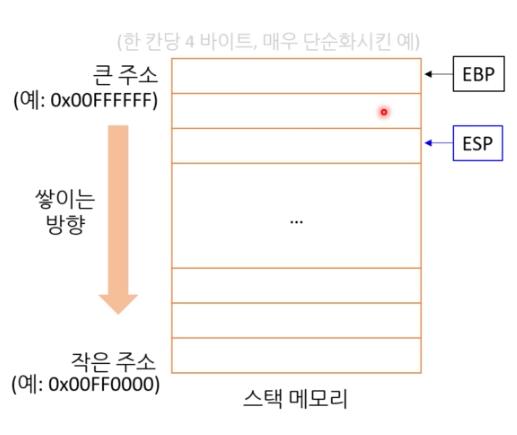 (한 칸당 4 바이트, 매우 단순화시킨 예)
큰 주소
(예: 0x00FFFFFF)
EBP
ESP
쌓이는
방향
...
작은 주소
(예: 0x00FF0000)
스택 메모리